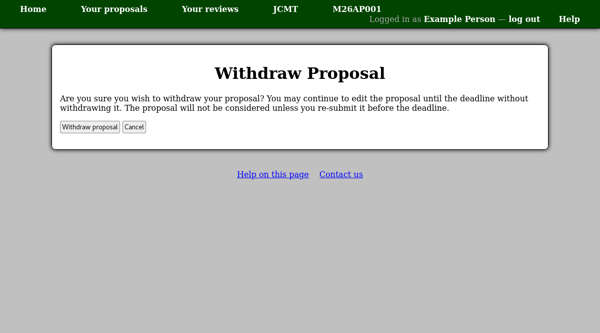 Home Your proposals Your reviews JCMT M26AP001
Logged in as Example Person — log out Help
Withdraw Proposal
Are you sure you wish to withdraw your proposal? You may continue to edit the proposal until the deadline without
withdrawing it. The proposal will not be considered unless you re-submit it before the deadline.
Withdraw proposal Cancel
Help on this page Contact us